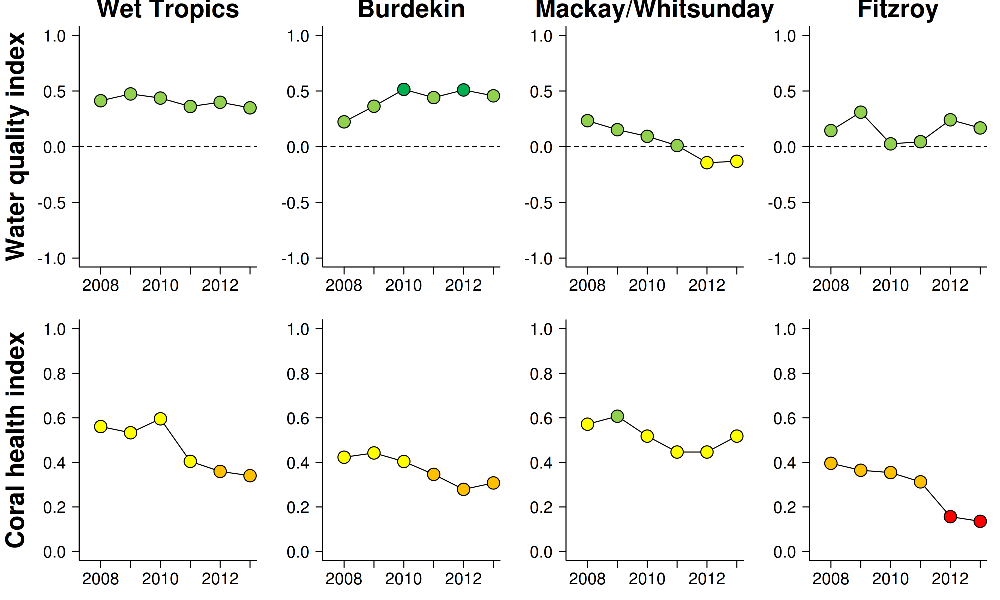 Wet Tropics Burdekin Mackay/Whitsunday Fitzroy
Water quality index
1.0 1.0 1.0 1.0
0.5 0.5 0.5 0.5
0.0 0.0 0.0 0.0
-0.5 -0.5 -0.5 -0.5
-1.0 -1.0 -1.0 -1.0
2008 2010 2012 2008 2010 2012 2008 2010 2012 2008 2010 2012
Coral health index
1.0 1.0 1.0 1.0
0.8 0.8 0.8 0.8
0.6 0.6 0.6 0.6
0.4 0.4 0.4 0.4
0.2 0.2 0.2 0.2
0.0 0.0 0.0 0.0
2008 2010 2012 2008 2010 2012 2008 2010 2012 2008 2010 2012